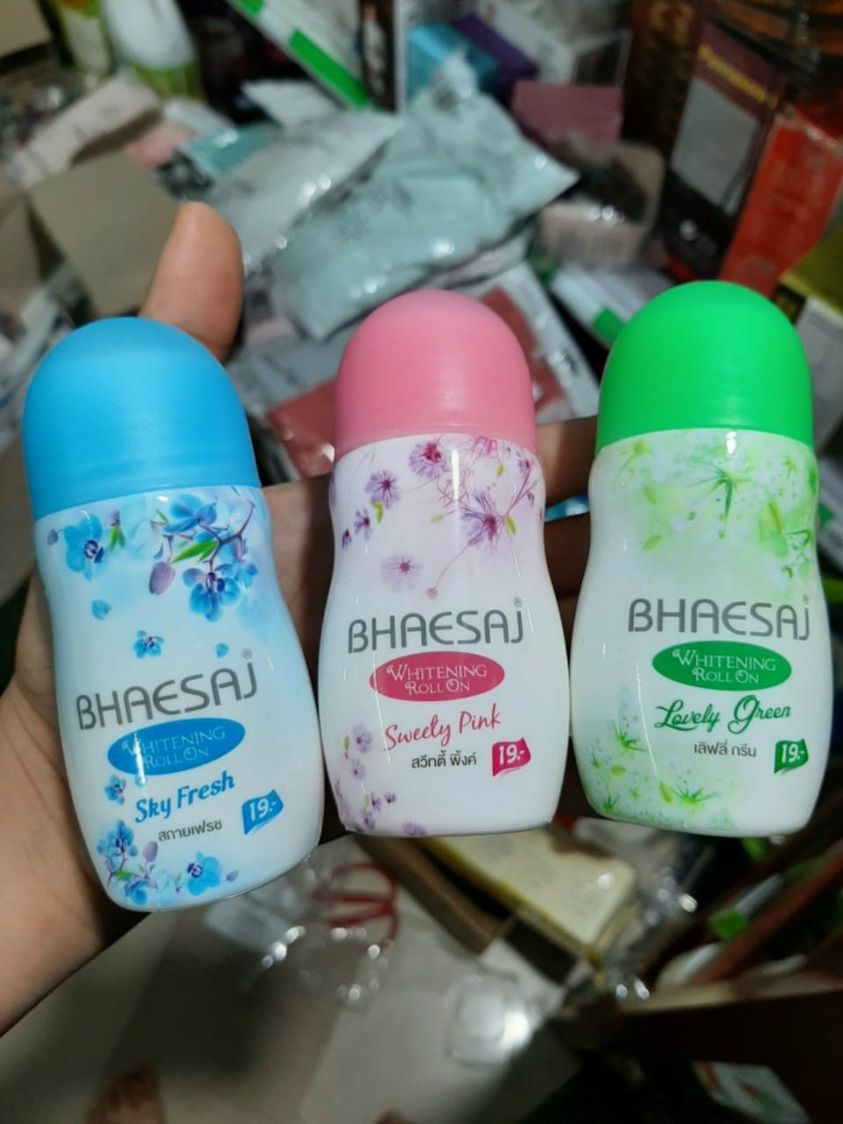 BHAESAJ®
WHITENING
ROLL ON
Sky Fresh
สกายเฟรช
19.-
BHAESAJ®
WHITENING
ROLL ON
Sweety Pink
สวีทตี้ พิ้งค์
19.-
BHAESAJ®
WHITENING
ROLL ON
Lovely Green
เลิฟลี่ กรีน
19.-